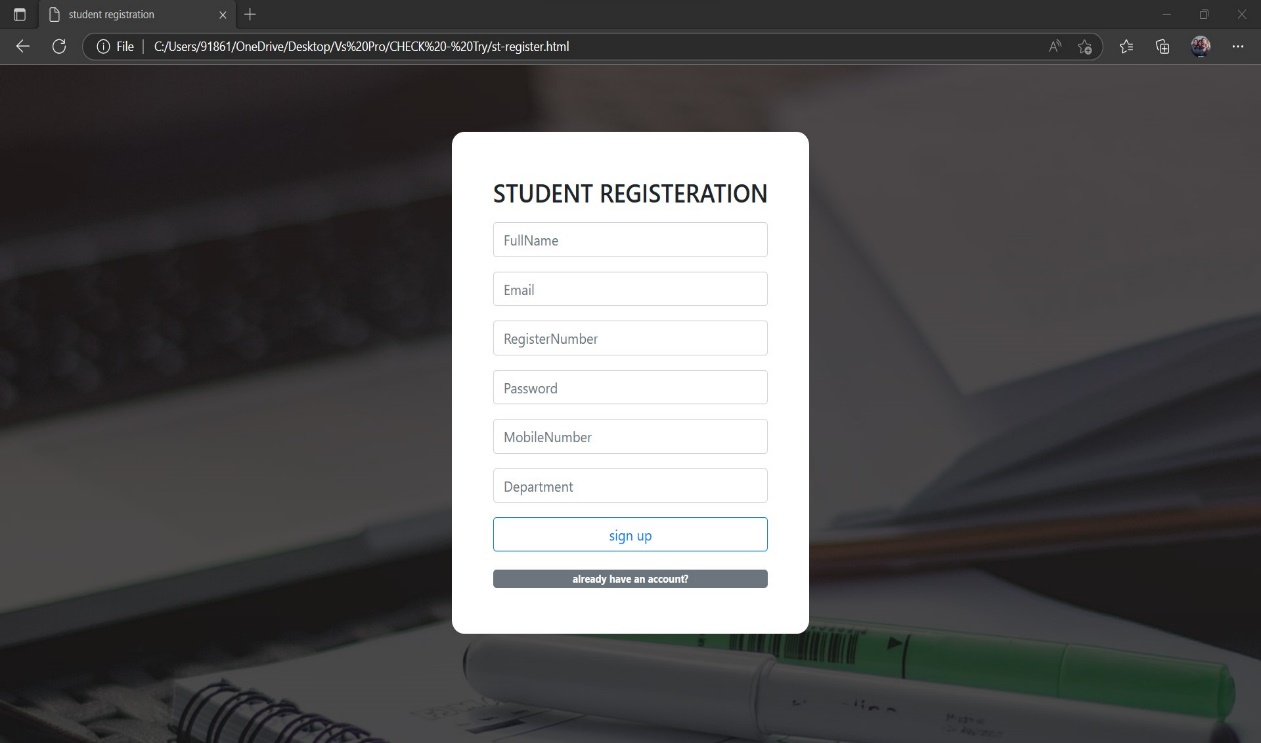 student registration
File
C:/Users/91861/OneDrive/Desktop/Vs%20Pro/CHECK%20-%20Try/st-register.html
STUDENT REGISTERATION
FullName
Email
RegisterNumber
Password
MobileNumber
Department
sign up
already have an account?